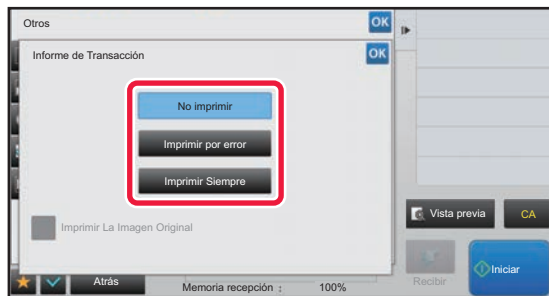 Otros
OK
Informe de Transacción
OK
No imprimir
Imprimir por error
Imprimir Siempre
Imprimir La Imagen Original
Vista previa
CA
Atrás
Memoria recepción : 100%
Recibir
Iniciar